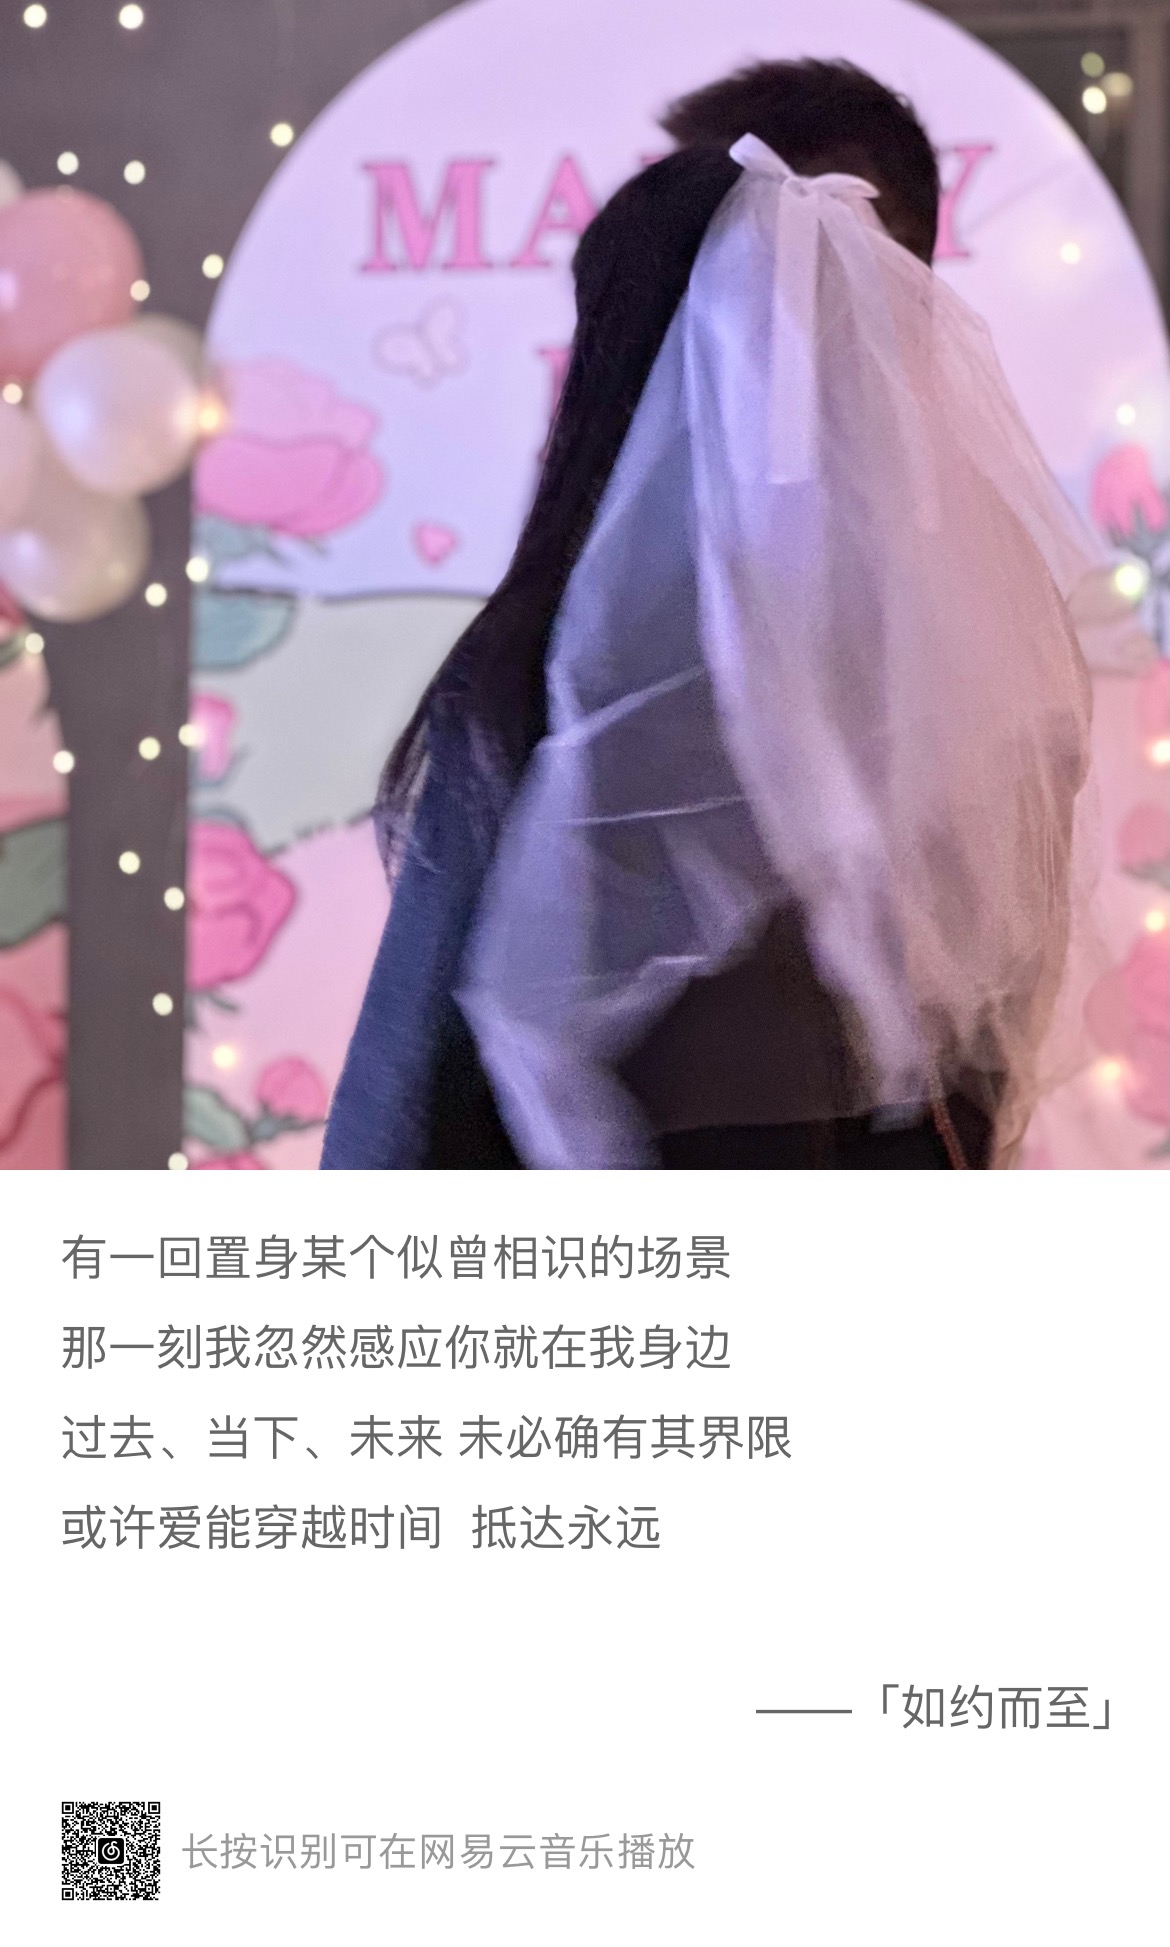 MA Y
有一回置身某个似曾相识的场景
那一刻我忽然感应你就在我身边
过去、当下、未来 未必确有其界限
或许爱能穿越时间 抵达永远
——「如约而至」
长按识别可在网易云音乐播放